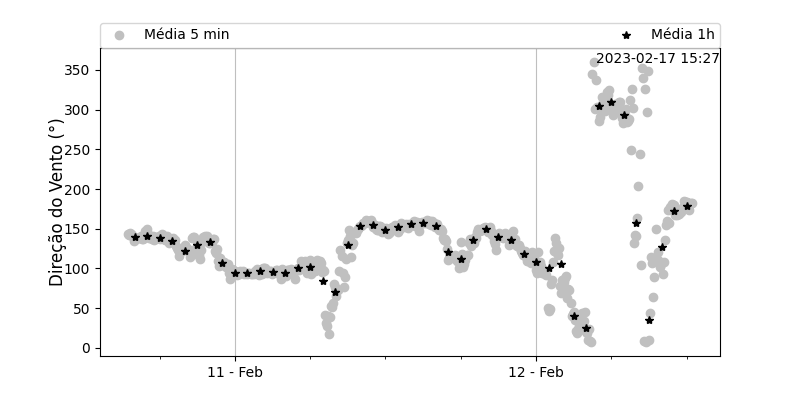 Média 5 min
Média 1h
2023-02-17 15:27
Direção do Vento (°)
350
300
250
200
150
100
50
0
11 - Feb
12 - Feb